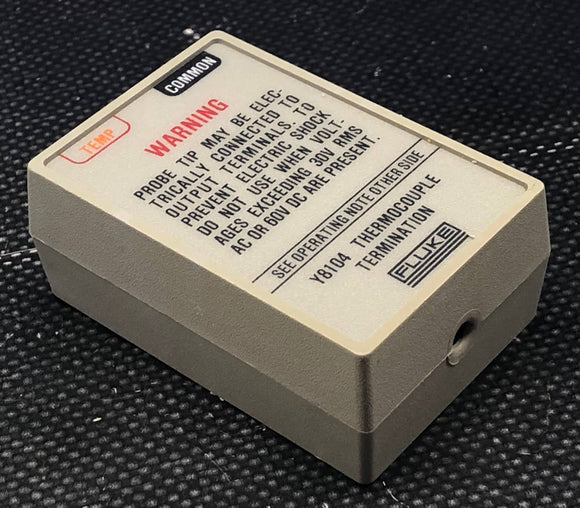 TEMP
COMMON
WARNING
PROBE TIP MAY BE ELEC-
TRICALLY CONNECTED TO
OUTPUT TERMINALS. TO
PREVENT ELECTRIC SHOCK
DO NOT USE WHEN VOLT-
AGES EXCEEDING 30V RMS
AC OR 60V DC ARE PRESENT.
SEE OPERATING NOTE OTHER SIDE
Y8104 THERMOCOUPLE
TERMINATION
FLUKE